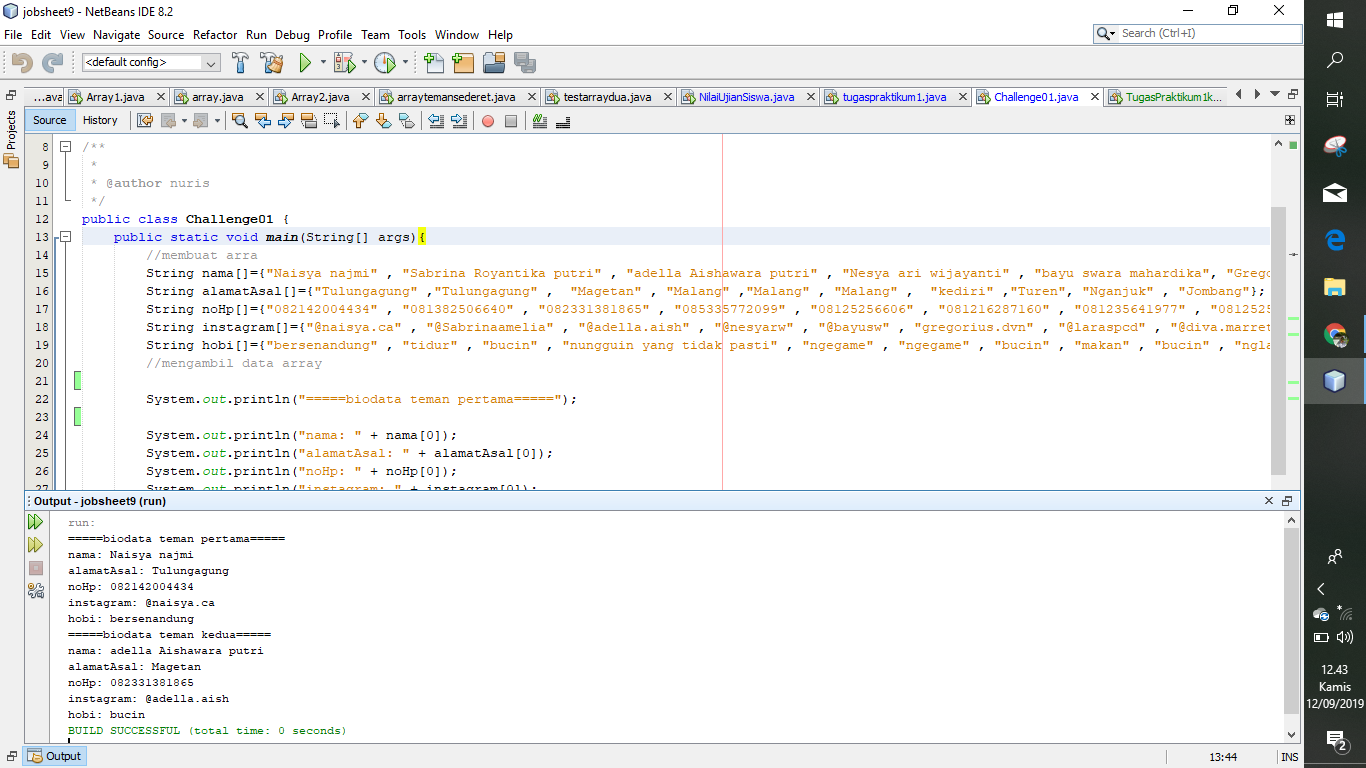 jobsheet9 - NetBeans IDE 8.2
File Edit View Navigate Source Refactor Run Debug Profile Team Tools Window Help
Search (Ctrl+I)
<default config>
...ava Array1.java array.java Array2.java arraytemansederet.java testarraydua.java NilaiUjianSiswa.java tugaspraktikum1.java Challenge01.java TugasPraktikum1k...
Projects
Source History
8 /**
9 *
10 * @author nuris
11 */
12 public class Challenge01 {
13 public static void main(String[] args){
14 //membuat arra
15 String nama[]={"Naisya najmi" , "Sabrina Royantika putri" , "adella Aishawara putri" , "Nesya ari wijayanti" , "bayu swara mahardika", "Grego
16 String alamatAsal[]={"Tulungagung" ,"Tulungagung" , "Magetan" , "Malang" ,"Malang" , "Malang" , "kediri" ,"Turen", "Nganjuk" , "Jombang"};
17 String noHp[]={"082142004434" , "081382506640" , "082331381865" , "085335772099" , "08125256606" , "081216287160" , "081235641977" , "0812525
18 String instagram[]={"@naisya.ca" , "@Sabrinaamelia" , "@adella.aish" , "@nesyarw" , "@bayusw" , "gregorius.dvn" , "@laraspcd" , "@diva.marret
19 String hobi[]={"bersenandung" , "tidur" , "bucin" , "nungguin yang tidak pasti" , "ngegame" , "ngegame" , "bucin" , "makan" , "bucin" , "ngla
20 //mengambil data array
21
22 System.out.println("=====biodata teman pertama=====");
23
24 System.out.println("nama: " + nama[0]);
25 System.out.println("alamatAsal: " + alamatAsal[0]);
26 System.out.println("noHp: " + noHp[0]);
27 System.out.println("instagram: " + instagram[0]);
Output - jobsheet9 (run)
run:
=====biodata teman pertama=====
nama: Naisya najmi
alamatAsal: Tulungagung
noHp: 082142004434
instagram: @naisya.ca
hobi: bersenandung
=====biodata teman kedua=====
nama: adella Aishawara putri
alamatAsal: Magetan
noHp: 082331381865
instagram: @adella.aish
hobi: bucin
BUILD SUCCESSFUL (total time: 0 seconds)
Output
13:44 INS
12.43
Kamis
12/09/2019
2